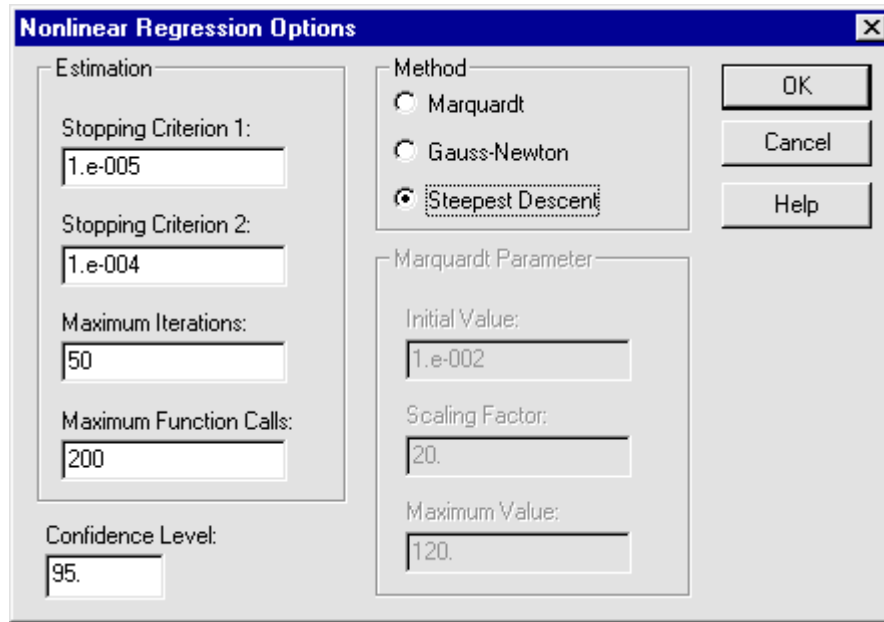 Nonlinear Regression Options
Estimation
Stopping Criterion 1:
1.e-005
Stopping Criterion 2:
1.e-004
Maximum Iterations:
50
Maximum Function Calls:
200
Confidence Level:
95.
Method
Marquardt
Gauss-Newton
Steepest Descent
Marquardt Parameter
Initial Value:
1.e-002
Scaling Factor:
20.
Maximum Value:
120.
OK
Cancel
Help